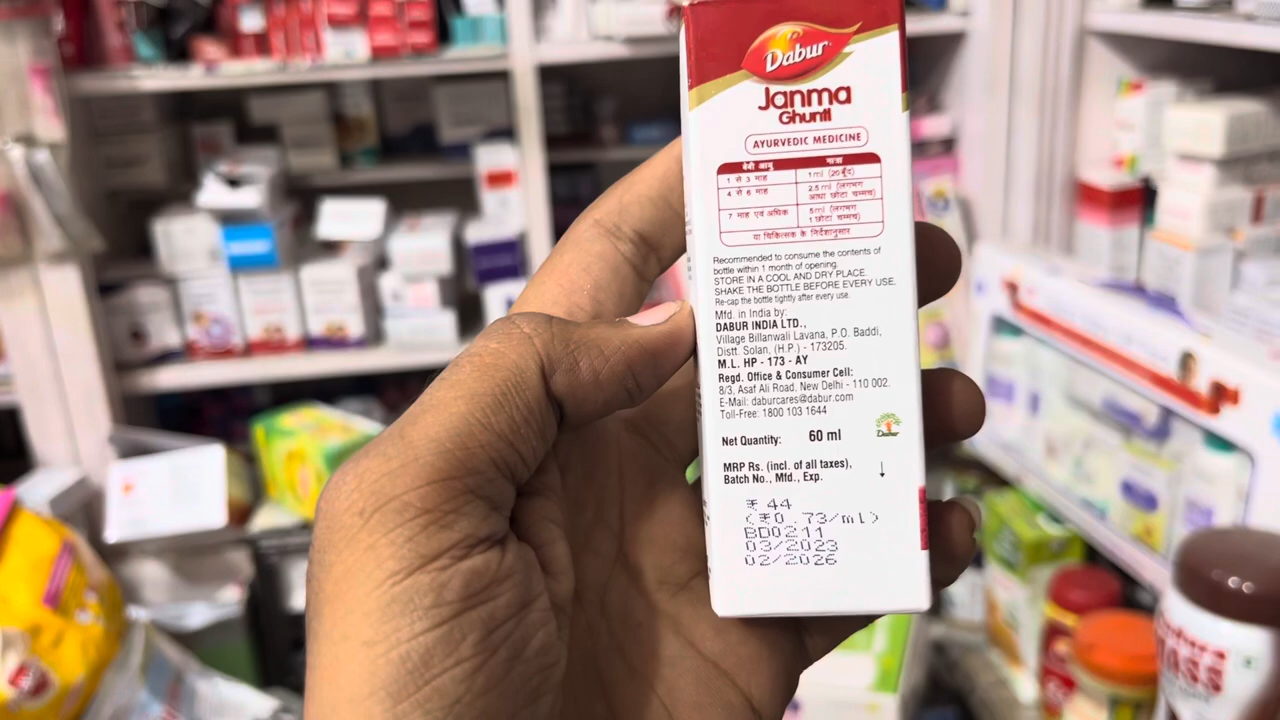 Dabur
Janma
Ghunti
AYURVEDIC MEDICINE
बेबी आयु मात्रा
1 से 3 माह 1ml (20 बूँद)
4 से 6 माह 2.5 ml (लगभग
आधा छोटा चम्मच)
7 माह एवं अधिक 5ml (लगभग
1 छोटा चम्मच)
या चिकित्सक के निर्देशानुसार
Recommended to consume the contents of
bottle within 1 month of opening.
STORE IN A COOL AND DRY PLACE.
SHAKE THE BOTTLE BEFORE EVERY USE.
Re-cap the bottle tightly after every use.
Mfd. in India by:
DABUR INDIA LTD.,
Village Billanwali Lavana, P.O. Baddi,
Distt. Solan, (H.P.) - 173205.
M.L. HP - 173 - AY
Regd. Office & Consumer Cell:
8/3, Asaf Ali Road, New Delhi - 110 002.
E-Mail: daburcares@dabur.com
Toll-Free: 1800 103 1644
Dabur
Net Quantity: 60 ml
MRP Rs. (incl. of all taxes),
Batch No., Mfd., Exp.
₹ 44
(₹0.73/ml)
BD0211
03/2023
02/2026